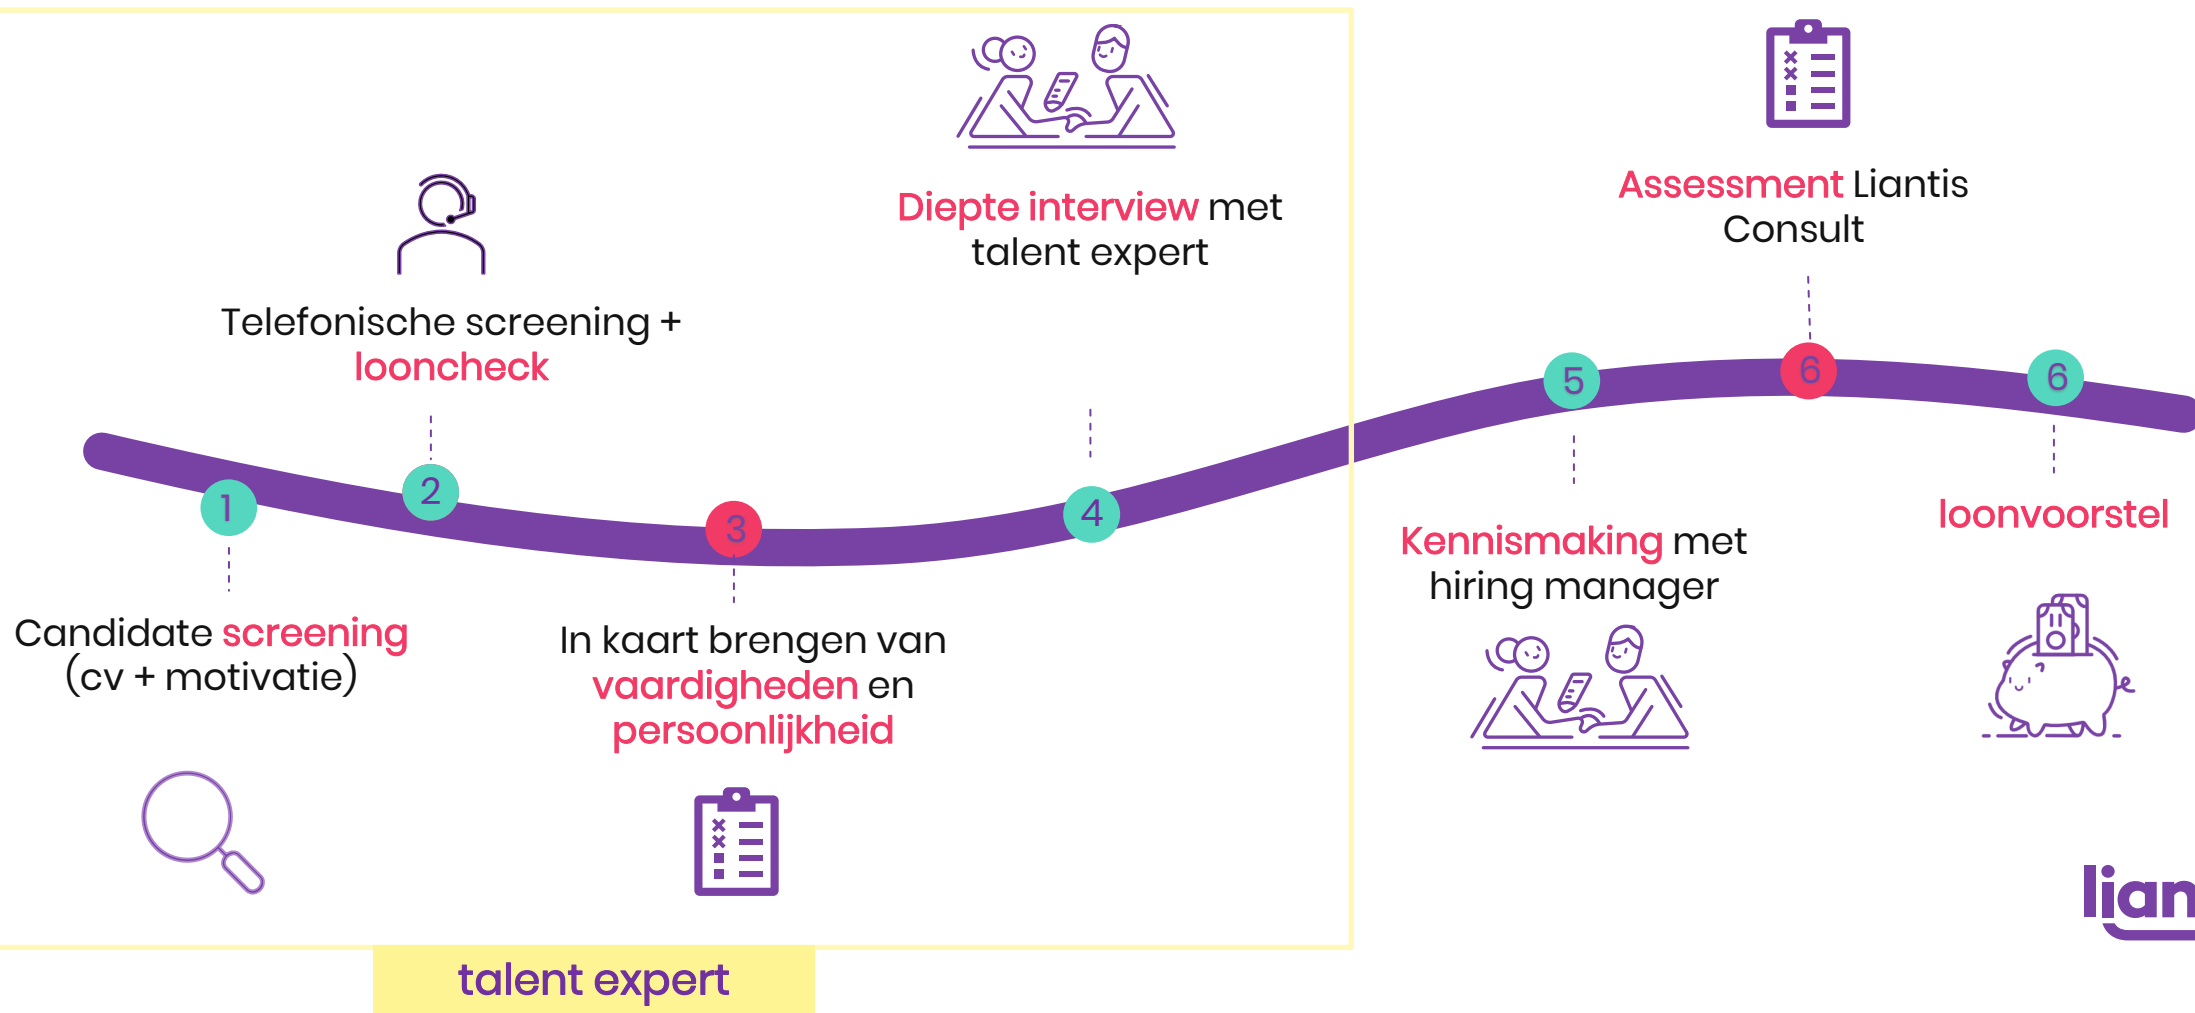 1
Candidate screening
(cv + motivatie)
Telefonische screening +
looncheck
2
3
In kaart brengen van
vaardigheden en
persoonlijkheid
Diepte interview met
talent expert
4
5
Kennismaking met
hiring manager
Assessment Liantis
Consult
6
6
loonvoorstel
talent expert
lian